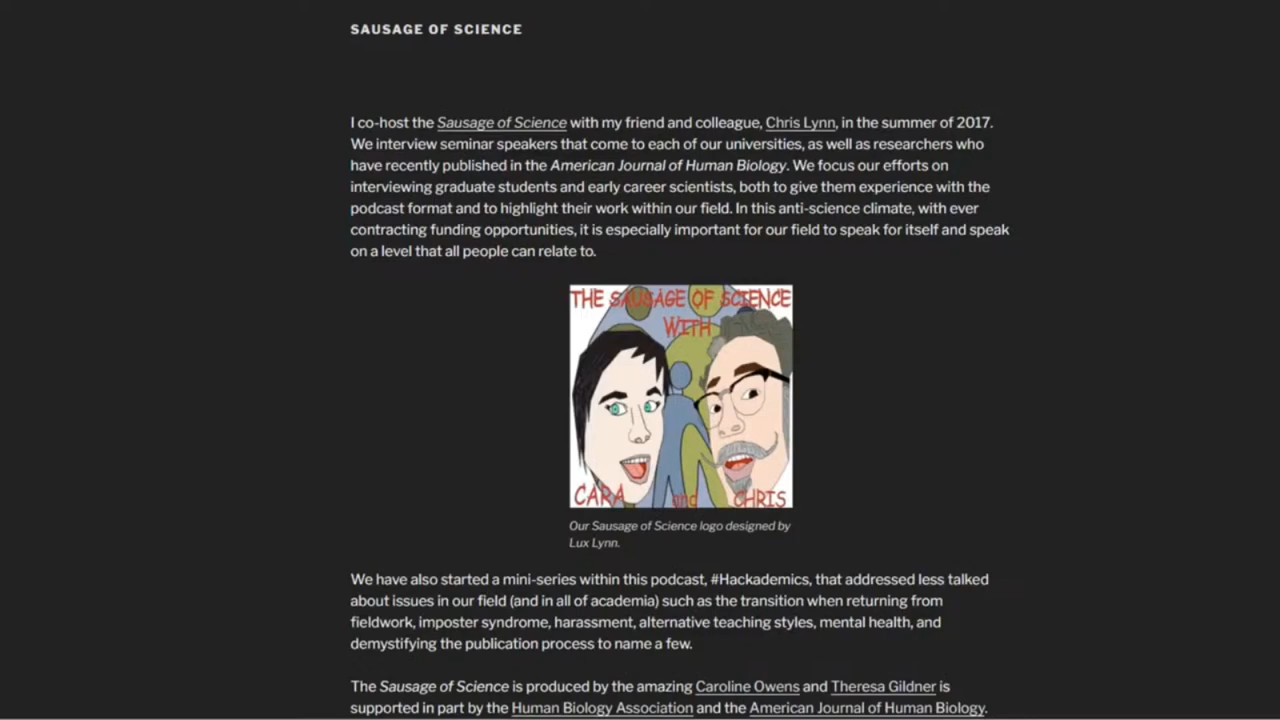 SAUSAGE OF SCIENCE
I co-host the Sausage of Science with my friend and colleague, Chris Lynn, in the summer of 2017.
We interview seminar speakers that come to each of our universities, as well as researchers who
have recently published in the American Journal of Human Biology. We focus our efforts on
interviewing graduate students and early career scientists, both to give them experience with the
podcast format and to highlight their work within our field. In this anti-science climate, with ever
contracting funding opportunities, it is especially important for our field to speak for itself and speak
on a level that all people can relate to.
THE SAUSAGE OF SCIENCE
WITH
CARA and CHRIS
Our Sausage of Science logo designed by
Lux Lynn.
We have also started a mini-series within this podcast, #Hackademics, that addressed less talked
about issues in our field (and in all of academia) such as the transition when returning from
fieldwork, imposter syndrome, harassment, alternative teaching styles, mental health, and
demystifying the publication process to name a few.
The Sausage of Science is produced by the amazing Caroline Owens and Theresa Gildner is
supported in part by the Human Biology Association and the American Journal of Human Biology.